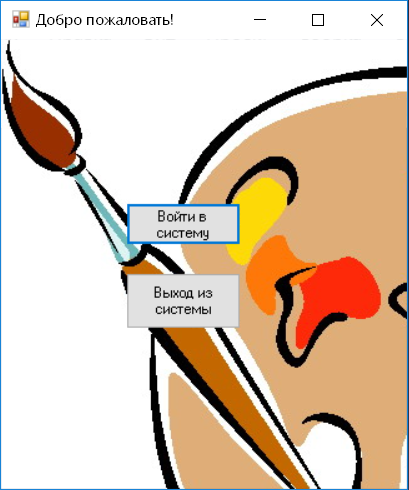 Добро пожаловать!
Войти в
систему
Выход из
системы